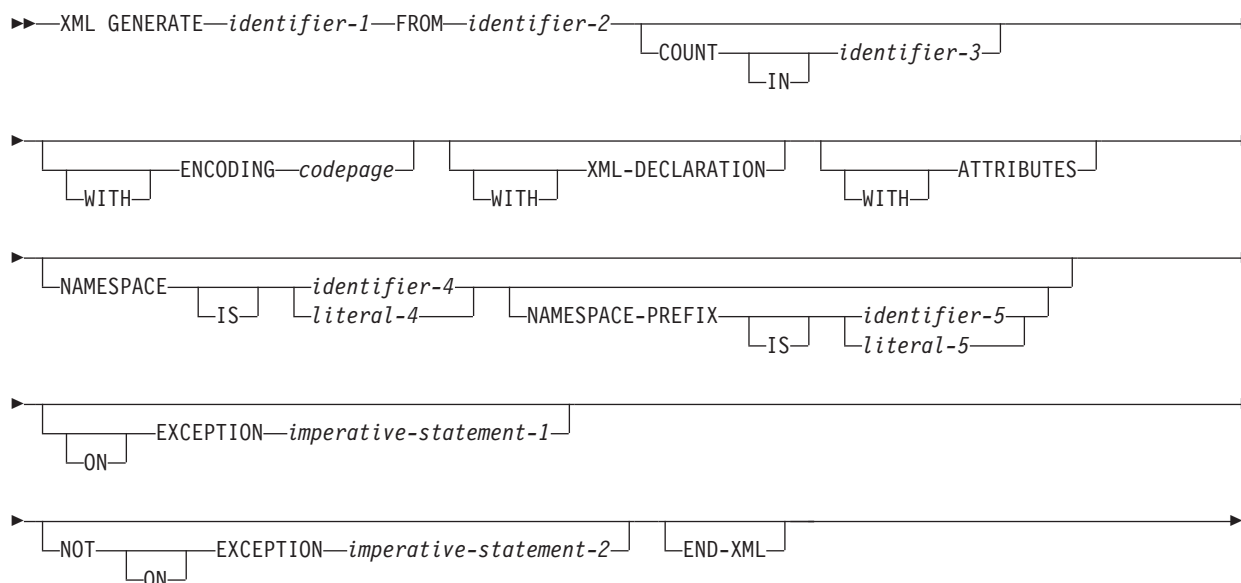 XML GENERATE identifier-1 FROM identifier-2
COUNT identifier-3
IN
ENCODING codepage XML-DECLARATION ATTRIBUTES
WITH WITH WITH
NAMESPACE identifier-4
IS literal-4 NAMESPACE-PREFIX identifier-5
IS literal-5
EXCEPTION imperative-statement-1
ON
NOT EXCEPTION imperative-statement-2 END-XML
ON